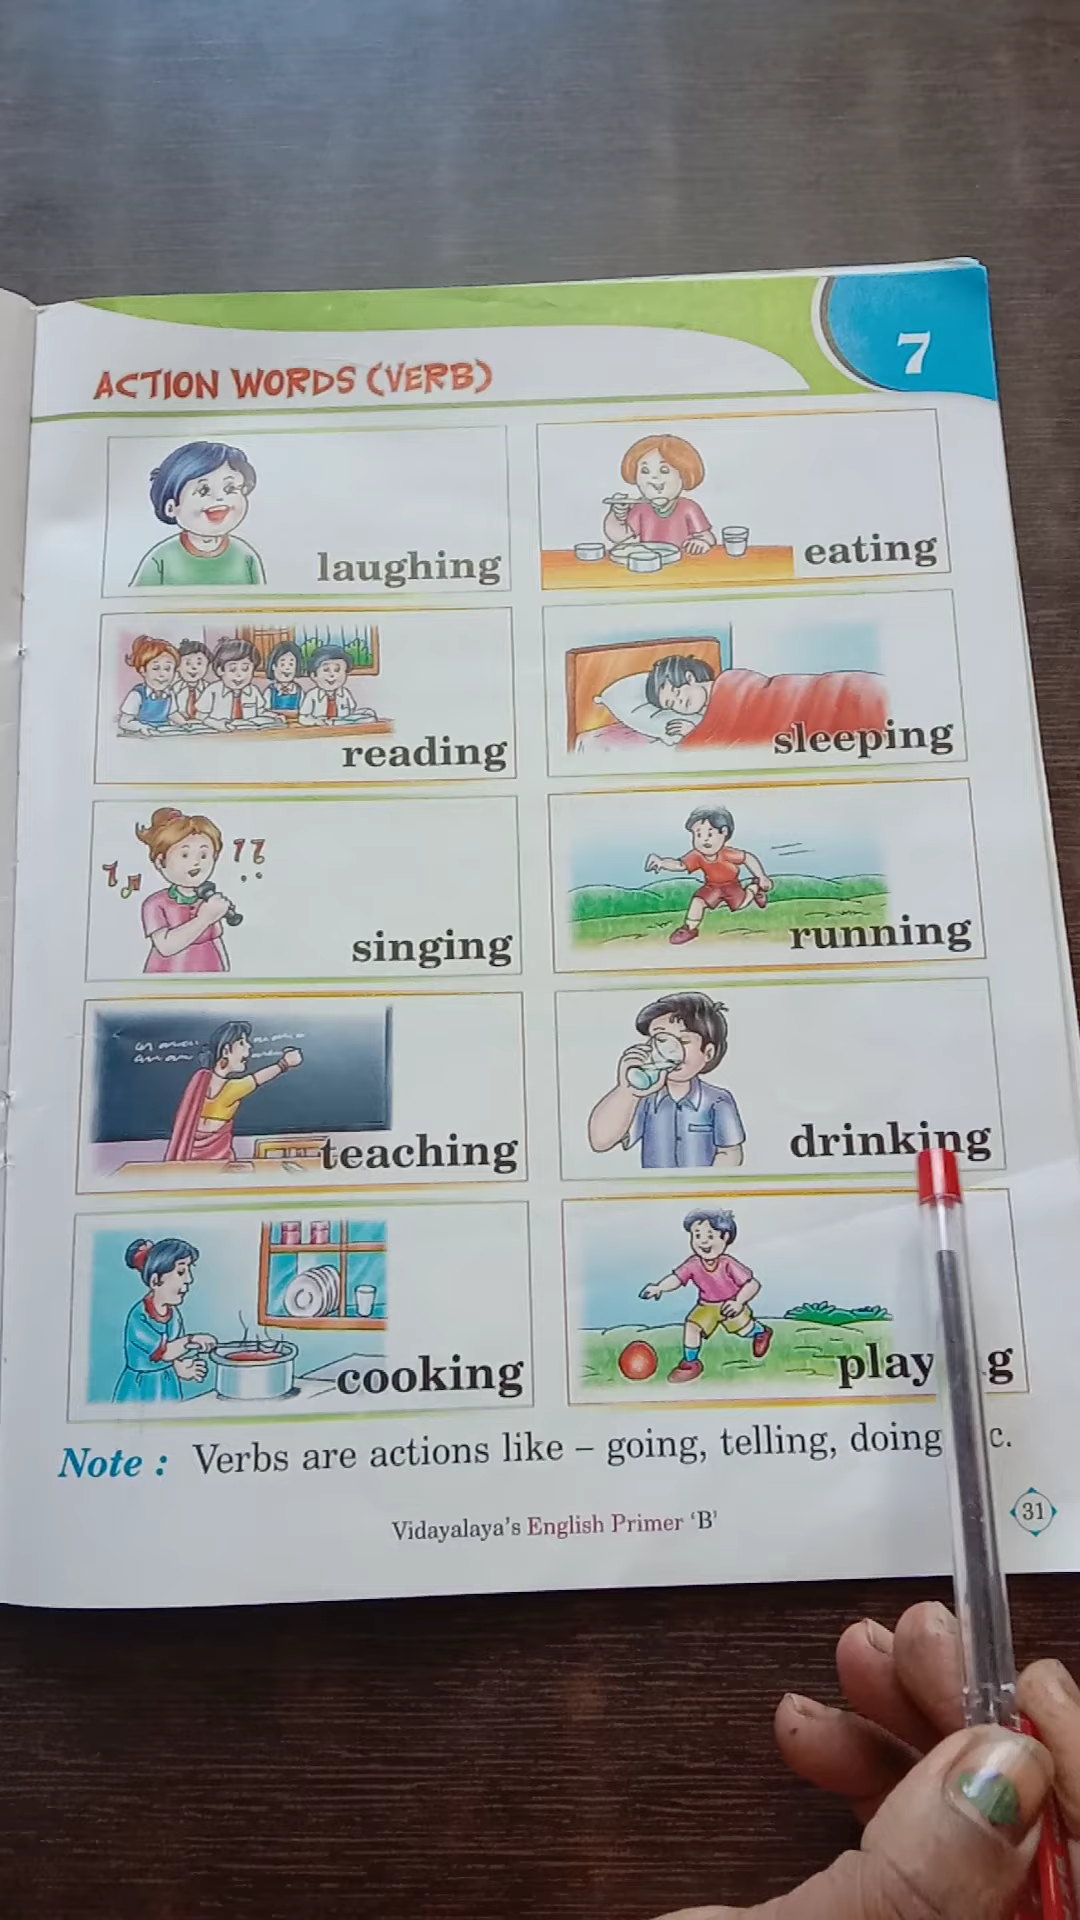 7
ACTION WORDS (VERB)
laughing
eating
reading
sleeping
singing
running
teaching
drinking
cooking
play g
Note : Verbs are actions like – going, telling, doing c.
Vidayalaya's English Primer 'B'
31